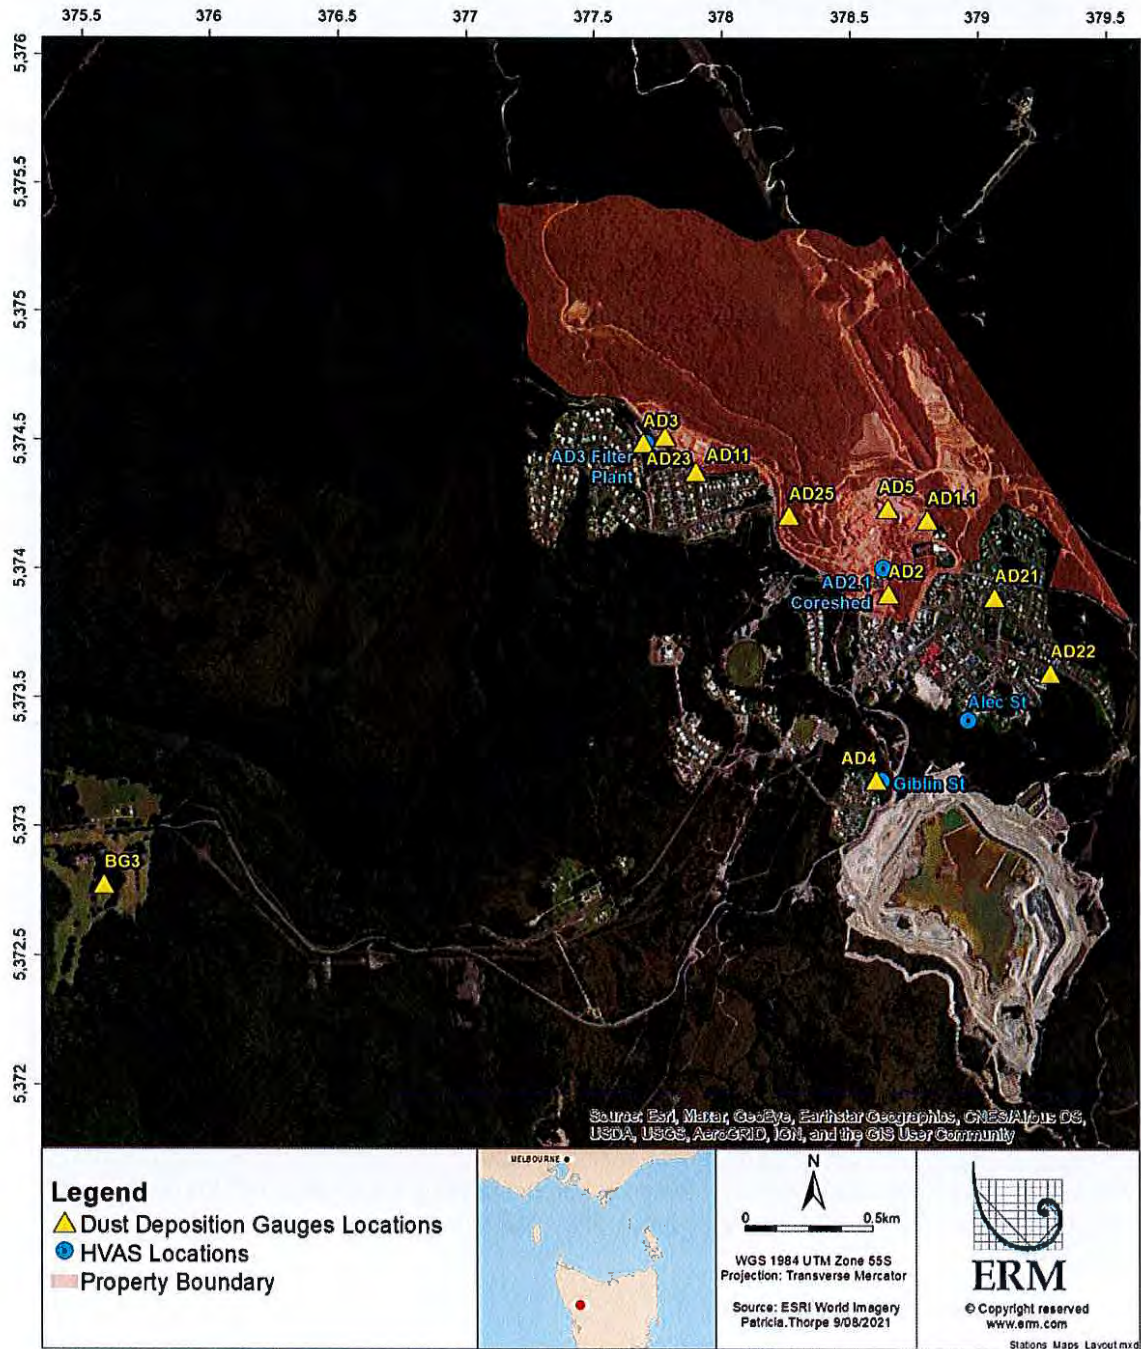 375.5 376 376.5 377 377.5 378 378.5 379 379.5
5,376
5,375.5
5,375
5,374.5
5,374
5,373.5
5,373
5,372.5
5,372
AD3
AD3 Filter
Plant
AD23
AD11
AD25
AD5
AD1.1
AD2.1
Coreshed
AD2
AD21
AD22
Alec St
AD4
Giblin St
BG3
Source: Esri, Maxar, GeoEye, Earthstar Geographics, CNES/Airbus DS,
USDA, USGS, AeroGRID, IGN, and the GIS User Community
Legend
Dust Deposition Gauges Locations
HVAS Locations
Property Boundary
MELBOURNE
N
0 0.5km
WGS 1984 UTM Zone 55S
Projection: Transverse Mercator
Source: ESRI World Imagery
Patricia.Thorpe 9/08/2021
ERM
© Copyright reserved
www.erm.com
Stations_Maps_Layout.mxd